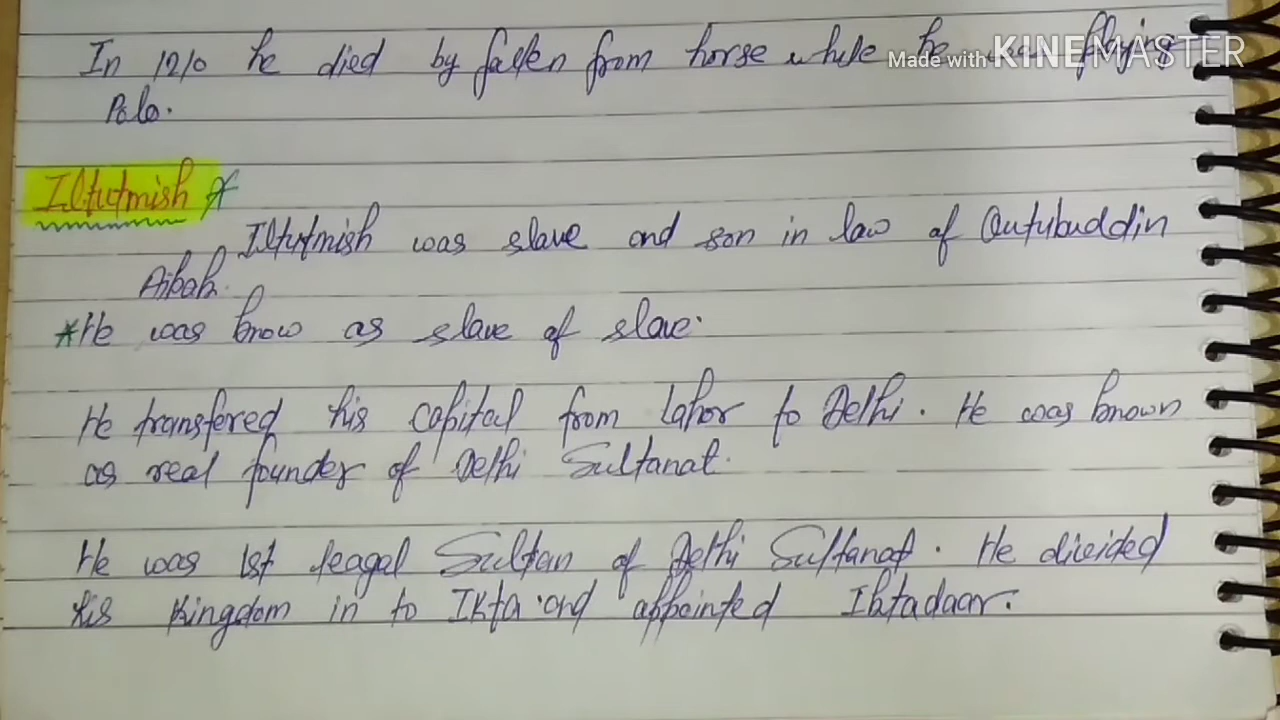 In 1210 he died by fallen from horse while he was playing
Polo.
Made with KINEMASTER
Iltutmish *
Iltutmish was slave and son in law of Qutubuddin
Aibak.
*He was know as slave of slave.
He transfered his capital from Lahor to Delhi. He was known
as real founder of Delhi Sultanat.
He was 1st leagal Sultan of Delhi Sultanat. He divided
his Kingdom in to Ikta and appointed Iktadaar.